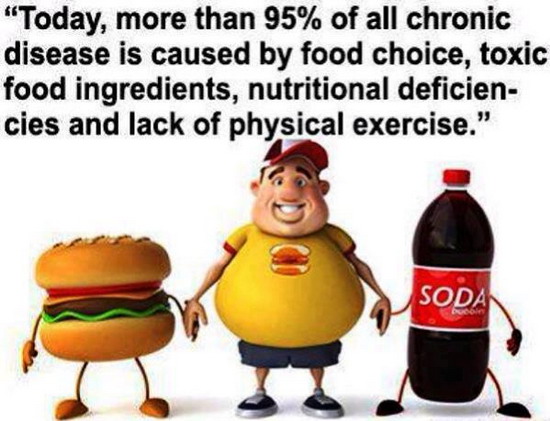 “Today, more than 95% of all chronic
disease is caused by food choice, toxic
food ingredients, nutritional deficien-
cies and lack of physical exercise.”
SODA
bubbles